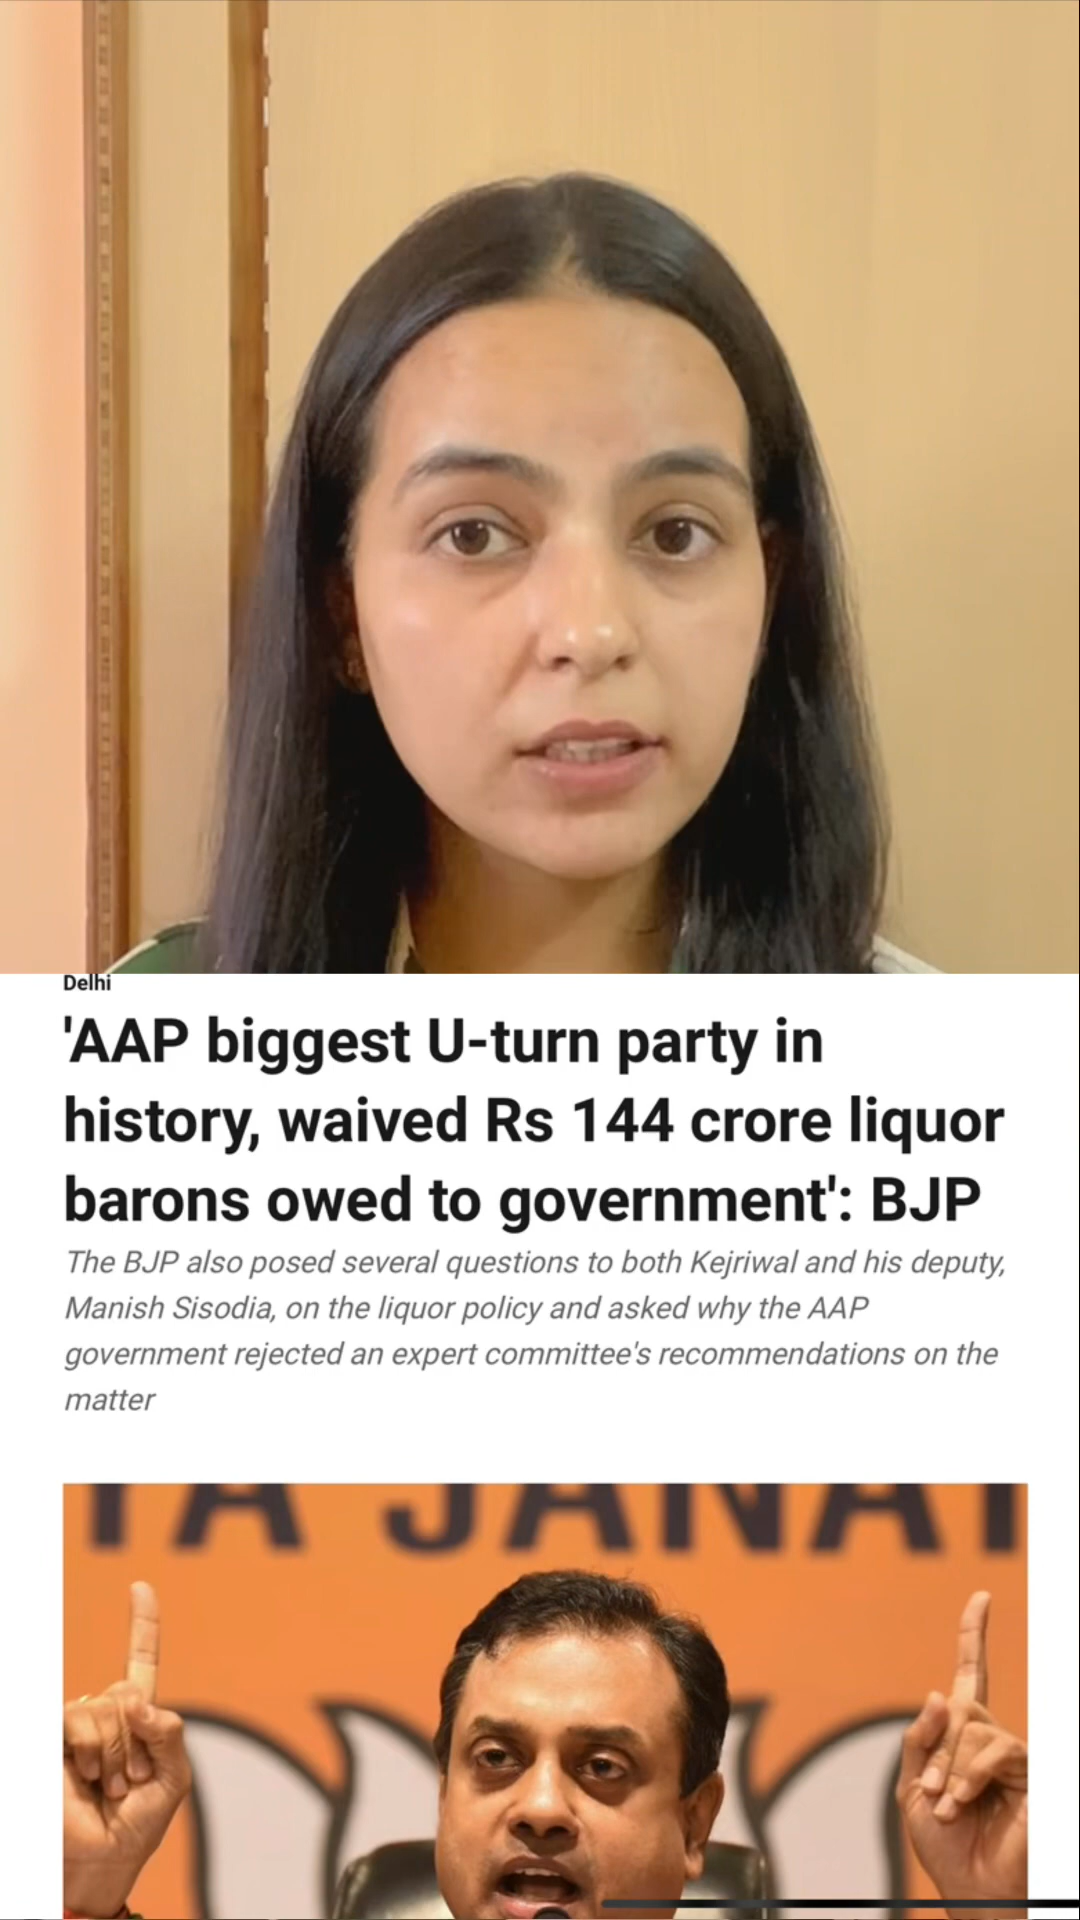 Delhi
'AAP biggest U-turn party in
history, waived Rs 144 crore liquor
barons owed to government': BJP
The BJP also posed several questions to both Kejriwal and his deputy,
Manish Sisodia, on the liquor policy and asked why the AAP
government rejected an expert committee's recommendations on the
matter
YA JANAT